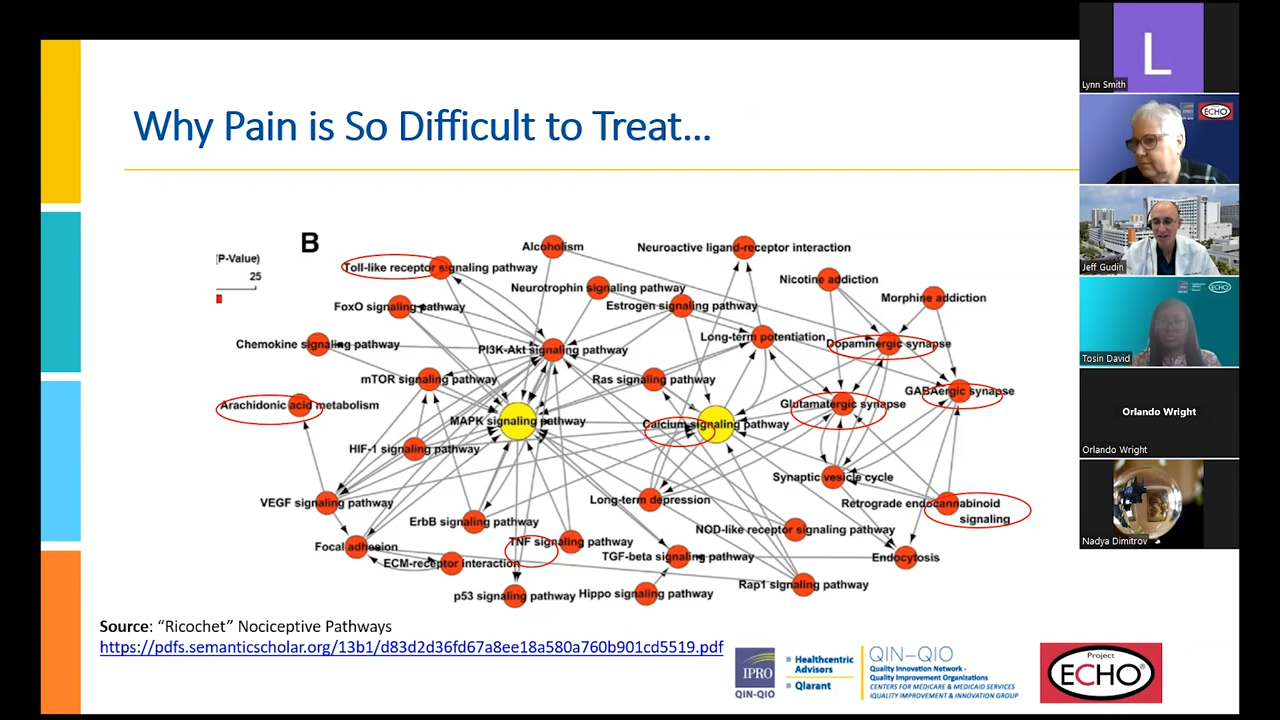 Why Pain is So Difficult to Treat...
B
[P-Value)
25
Alcoholism
Neuroactive ligand-receptor interaction
Toll-like receptor signaling pathway
Nicotine addiction
Neurotrophin signaling pathway
Morphine addiction
FoxO signaling pathway
Estrogen signaling pathway
Chemokine signaling pathway
PI3K-Akt signaling pathway
Long-term potentiation
Dopaminergic synapse
mTOR signaling pathway
Ras signaling pathway
GABAergic synapse
Arachidonic acid metabolism
Glutamatergic synapse
MAPK signaling pathway
Calcium signaling pathway
HIF-1 signaling pathway
Synaptic vesicle cycle
VEGF signaling pathway
Long-term depression
Retrograde endocannabinoid
signaling
ErbB signaling pathway
NOD-like receptor signaling pathway
Focal adhesion
TNF signaling pathway
ECM-receptor interaction
TGF-beta signaling pathway
Endocytosis
p53 signaling pathway
Hippo signaling pathway
Rap1 signaling pathway
Source: “Ricochet” Nociceptive Pathways
https://pdfs.semanticscholar.org/13b1/d83d2d36fd67a8ee18a580a760b901cd5519.pdf
IPRO
QIN-QIO
Healthcentric
Advisors
Qlarant
QIN-QIO
Quality Innovation Network -
Quality Improvement Organizations
CENTERS FOR MEDICARE & MEDICAID SERVICES
iQUALITY IMPROVEMENT & INNOVATION GROUP
Project
ECHO®
L
Lynn Smith
ECHO
Jeff Gudin
ECHO
Tosin David
Orlando Wright
Orlando Wright
Nadya Dimitrov